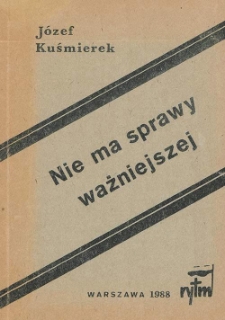 Józef
Kuśmierek
Nie ma sprawy
ważniejszej
WARSZAWA 1988
rytm